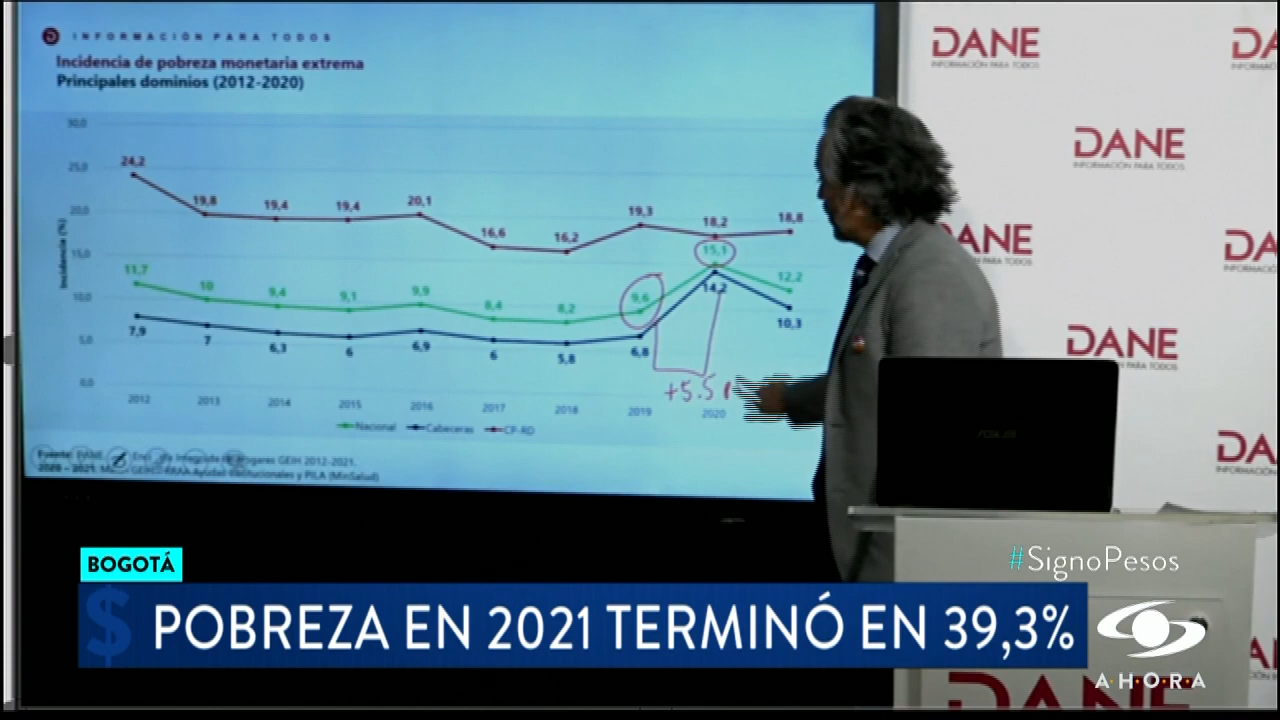 INFORMACIÓN PARA TODOS
Incidencia de pobreza monetaria extrema
Principales dominios (2012-2020)
Incidencia (%)
30,0
25,0
20,0
15,0
10,0
5,0
0,0
24,2 19,8 19,4 19,4 20,1 16,6 16,2 19,3 18,2 18,8
11,7 10 9,4 9,1 9,9 8,4 8,2 9,6 15,1 12,2
7,9 7 6,3 6 6,9 6 5,8 6,8 14,2 10,3
+5.5
2012 2013 2014 2015 2016 2017 2018 2019 2020
Nacional Cabeceras CP-RD
DANE
INFORMACIÓN PARA TODOS
DA
DANE
INFORMACIÓN PARA TODOS
DANE
DA
DANE
DA
DANE
ASUS
BOGOTÁ
#SignoPesos
$ POBREZA EN 2021 TERMINÓ EN 39,3%
AHORA